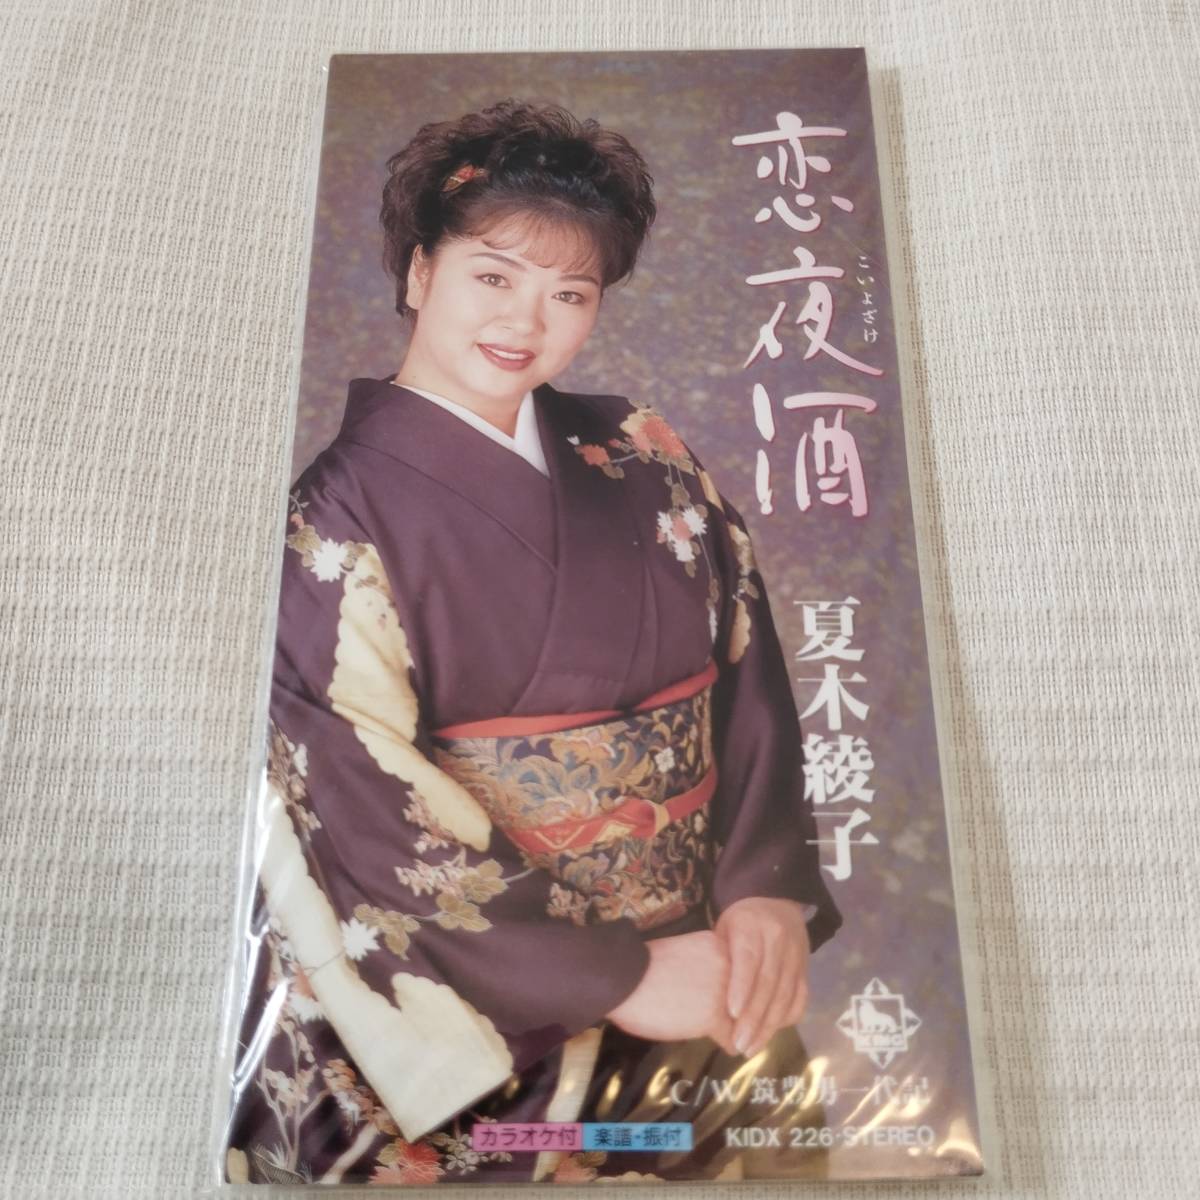 恋夜酒
こいよざけ
夏木綾子
KING
C/W 筑豊男一代記
カラオケ付 楽譜・振付
KIDX 226・STEREO